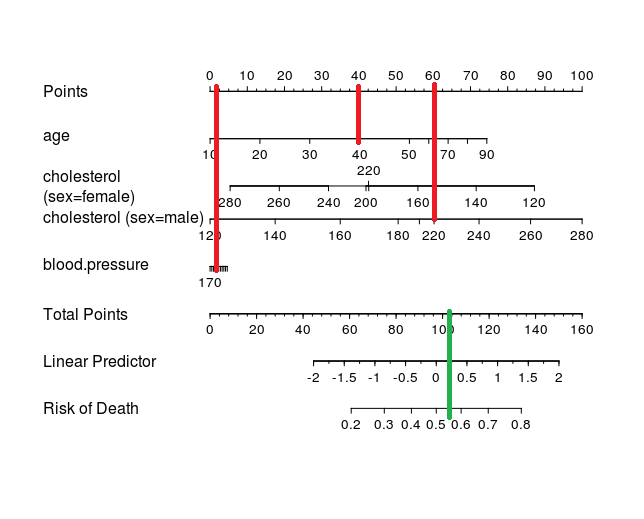 0 10 20 30 40 50 60 70 80 90 100
Points
age
10 20 30 40 50 70 90
cholesterol
220
(sex=female)
280 260 240 200 160 140 120
cholesterol (sex=male)
120 140 160 180 220 240 260 280
blood.pressure
170
Total Points
0 20 40 60 80 100 120 140 160
Linear Predictor
-2 -1.5 -1 -0.5 0 0.5 1 1.5 2
Risk of Death
0.2 0.3 0.4 0.5 0.6 0.7 0.8